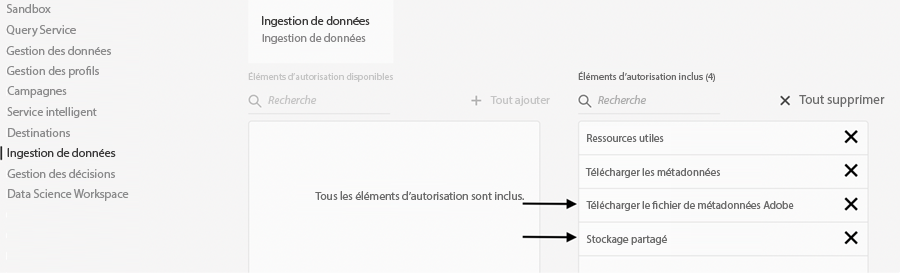 Sandbox
Query Service
Gestion des données
Gestion des profils
Campagnes
Service intelligent
Destinations
Ingestion de données
Gestion des décisions
Data Science Workspace
Ingestion de données
Ingestion de données
Éléments d'autorisation disponibles
Recherche
+ Tout ajouter
Tous les éléments d'autorisation sont inclus.
Éléments d'autorisation inclus (4)
Recherche
Tout supprimer
Ressources utiles
Télécharger les métadonnées
Télécharger le fichier de métadonnées Adobe
Stockage partagé